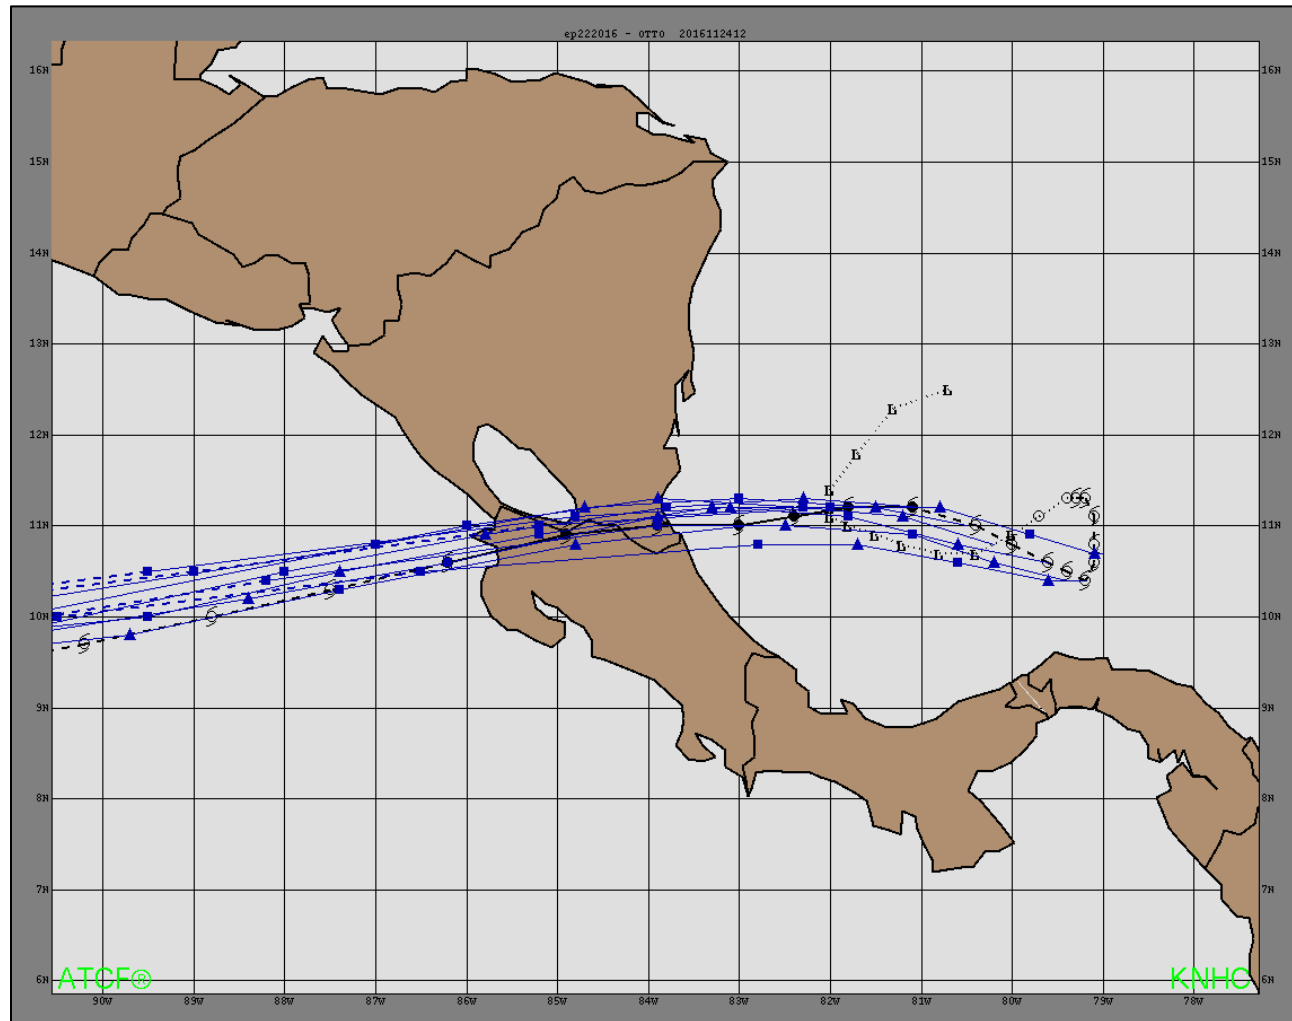 ep222016 - OTTO 2016112412
16N 16N
15N 15N
14N 14N
13N 13N
L
L
12N 12N
L
L
11N L L L L L L L 11N
10N 10N
9N 9N
8N 8N
7N 7N
6N ATCF® KNHC 6N
90W 89W 88W 87W 86W 85W 84W 83W 82W 81W 80W 79W 78W